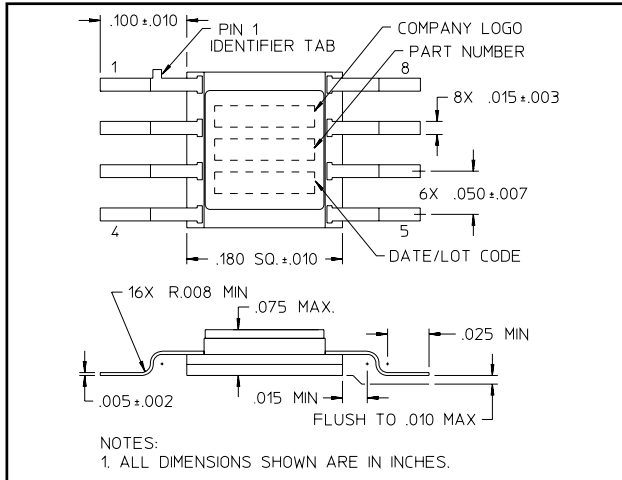 .100±.010
PIN 1
IDENTIFIER TAB
COMPANY LOGO
PART NUMBER
1
8
8X .015±.003
6X .050±.007
4
5
.180 SQ.±.010
DATE/LOT CODE
16X R.008 MIN
.075 MAX.
.025 MIN
.005±.002
.015 MIN
FLUSH TO .010 MAX
NOTES:
1. ALL DIMENSIONS SHOWN ARE IN INCHES.